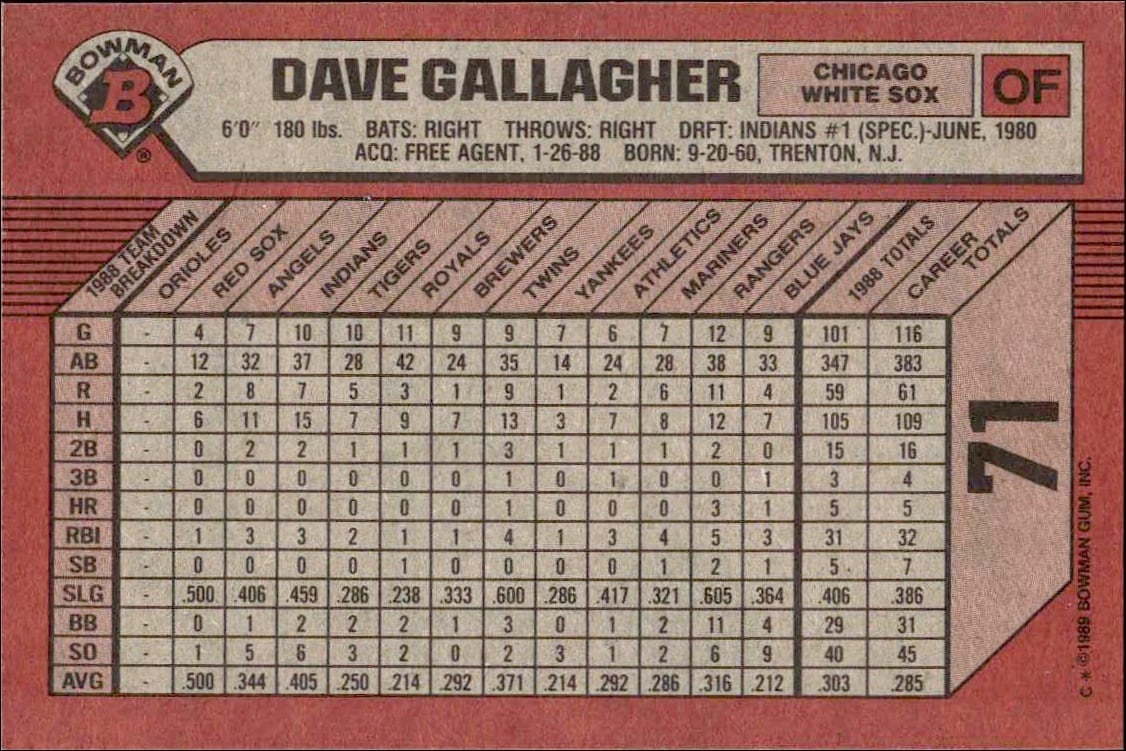 BOWMAN
B
®
DAVE GALLAGHER
CHICAGO
WHITE SOX
OF
6'0" 180 lbs. BATS: RIGHT THROWS: RIGHT DRFT: INDIANS #1 (SPEC.)-JUNE, 1980
ACQ: FREE AGENT, 1-26-88 BORN: 9-20-60, TRENTON, N.J.
1988 TEAM
BREAKDOWN
ORIOLES
RED SOX
ANGELS
INDIANS
TIGERS
ROYALS
BREWERS
TWINS
YANKEES
ATHLETICS
MARINERS
RANGERS
BLUE JAYS
1988 TOTALS
CAREER
TOTALS
G - 4 7 10 10 11 9 9 7 6 7 12 9 101 116
AB - 12 32 37 28 42 24 35 14 24 28 38 33 347 383
R - 2 8 7 5 3 1 9 1 2 6 11 4 59 61
H - 6 11 15 7 9 7 13 3 7 8 12 7 105 109
2B - 0 2 2 1 1 1 3 1 1 1 2 0 15 16
3B - 0 0 0 0 0 0 1 0 1 0 0 1 3 4
HR - 0 0 0 0 0 0 1 0 0 0 3 1 5 5
RBI - 1 3 3 2 1 1 4 1 3 4 5 3 31 32
SB - 0 0 0 0 1 0 0 0 0 1 2 1 5 7
SLG - .500 .406 .459 .286 .238 .333 .600 .286 .417 .321 .605 .364 .406 .386
BB - 0 1 2 2 2 1 3 0 1 2 11 4 29 31
SO - 1 5 6 3 2 0 2 3 1 2 6 9 40 45
AVG - .500 .344 .405 .250 .214 .292 .371 .214 .292 .286 .316 .212 .303 .285
71
C * ©1989 BOWMAN GUM, INC.